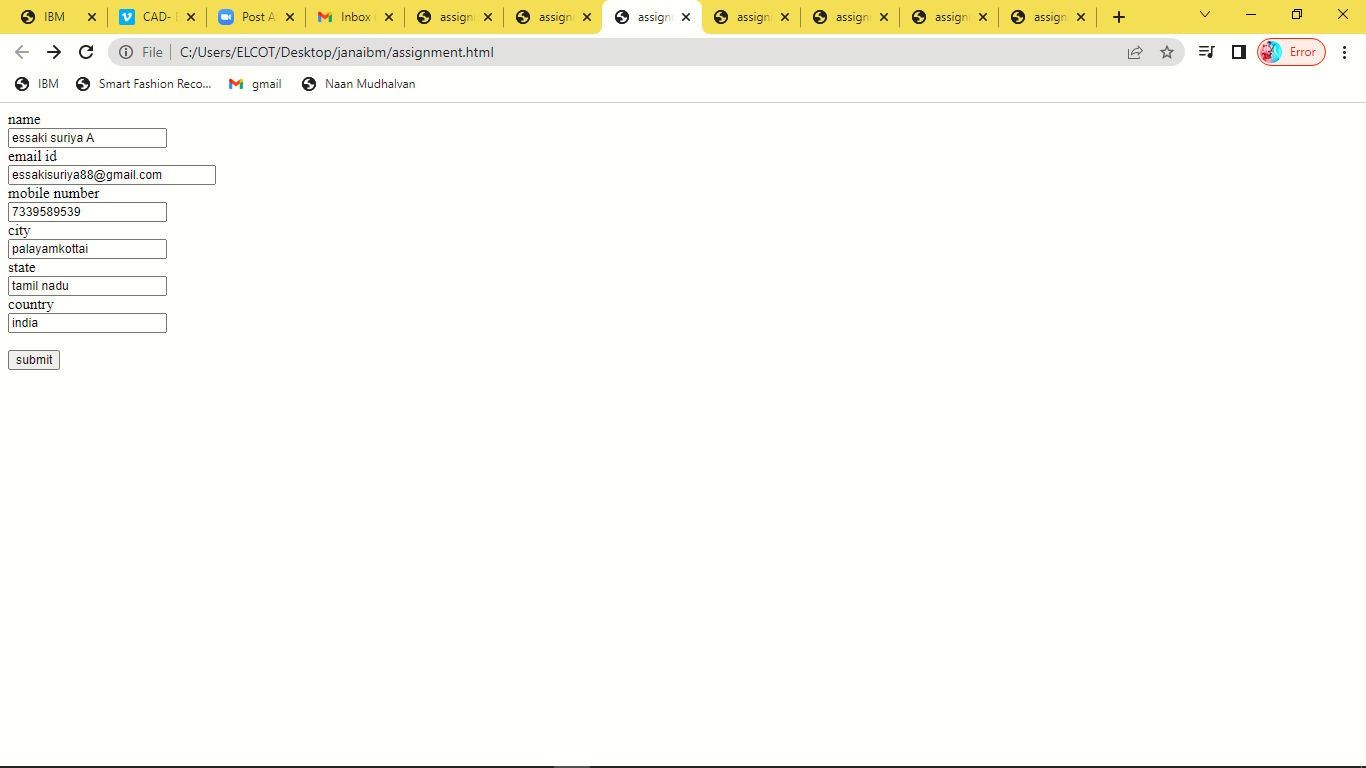 IBM CAD- Post A Inbox assign assign assign assign assign assign assign
File C:/Users/ELCOT/Desktop/janaibm/assignment.html Error
IBM Smart Fashion Reco... gmail Naan Mudhalvan
name
essaki suriya A
email id
essakisuriya88@gmail.com
mobile number
7339589539
city
palayamkottai
state
tamil nadu
country
india
submit